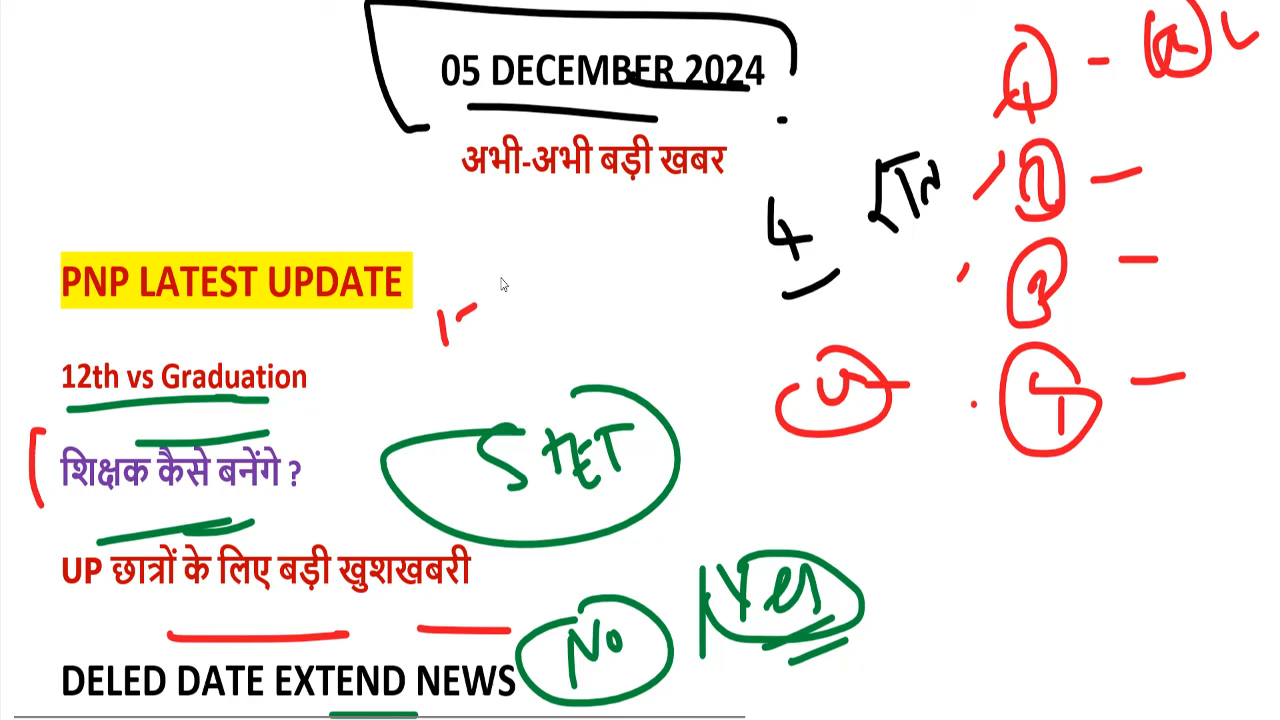 05 DECEMBER 2024
अभी-अभी बड़ी खबर
4
PNP LATEST UPDATE
12th vs Graduation
STET
शिक्षक कैसे बनेंगे ?
UP छात्रों के लिए बड़ी खुशखबरी
Yes
No
DELED DATE EXTEND NEWS